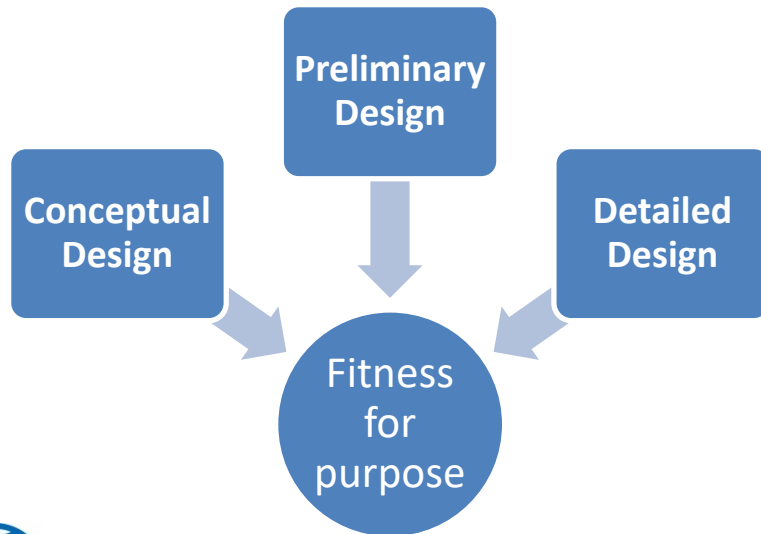 Preliminary
Design
Conceptual
Design
Detailed
Design
Fitness
for
purpose